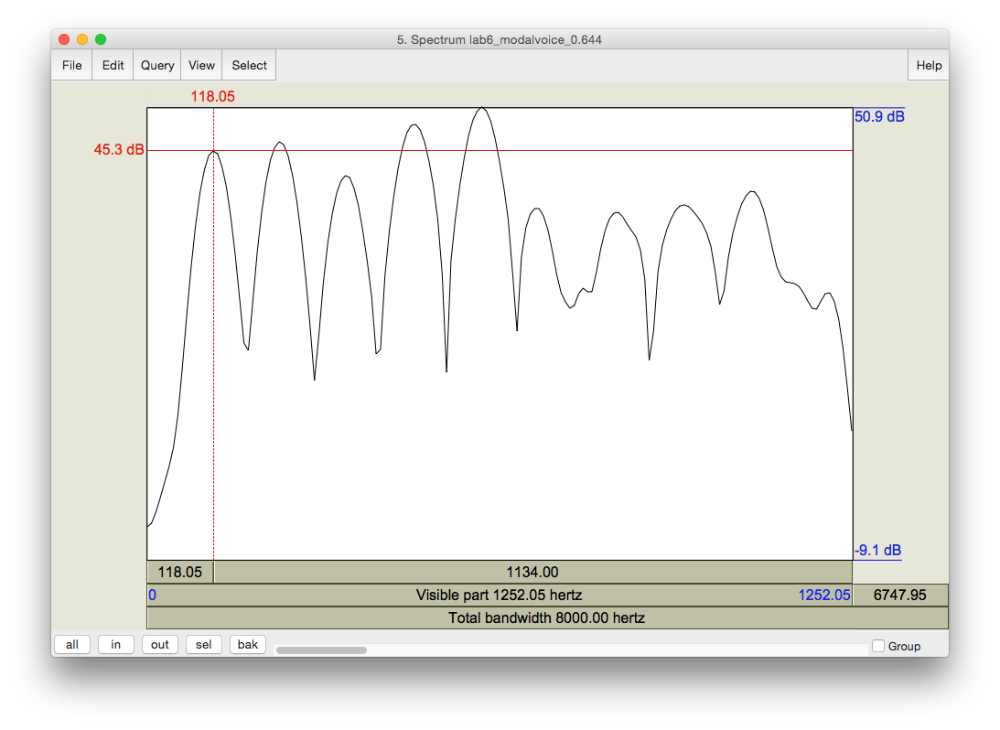 5. Spectrum lab6_modalvoice_0.644
File Edit Query View Select Help
118.05
50.9 dB
45.3 dB
-9.1 dB
118.05 1134.00
0 Visible part 1252.05 hertz 1252.05 6747.95
Total bandwidth 8000.00 hertz
all in out sel bak Group